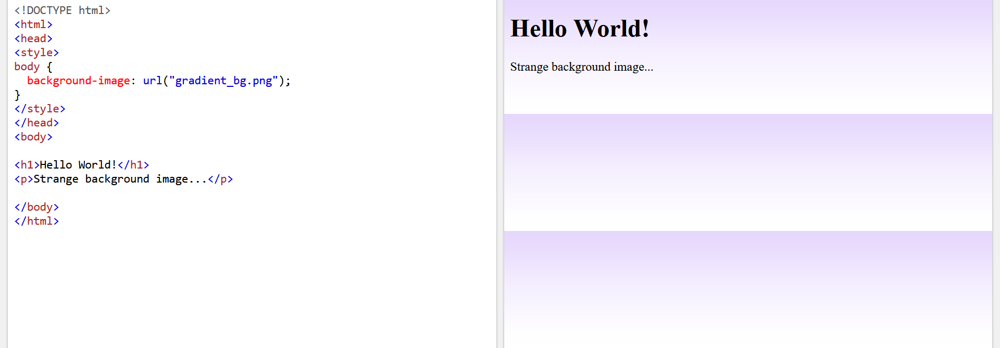 <!DOCTYPE html>
<html>
<head>
<style>
body {
  background-image: url("gradient_bg.png");
}
</style>
</head>
<body>

<h1>Hello World!</h1>
<p>Strange background image...</p>

</body>
</html>
Hello World!
Strange background image...